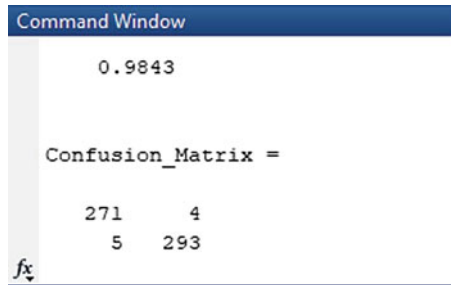 Command Window
0.9843
Confusion_Matrix =
271 4
5 293
fx